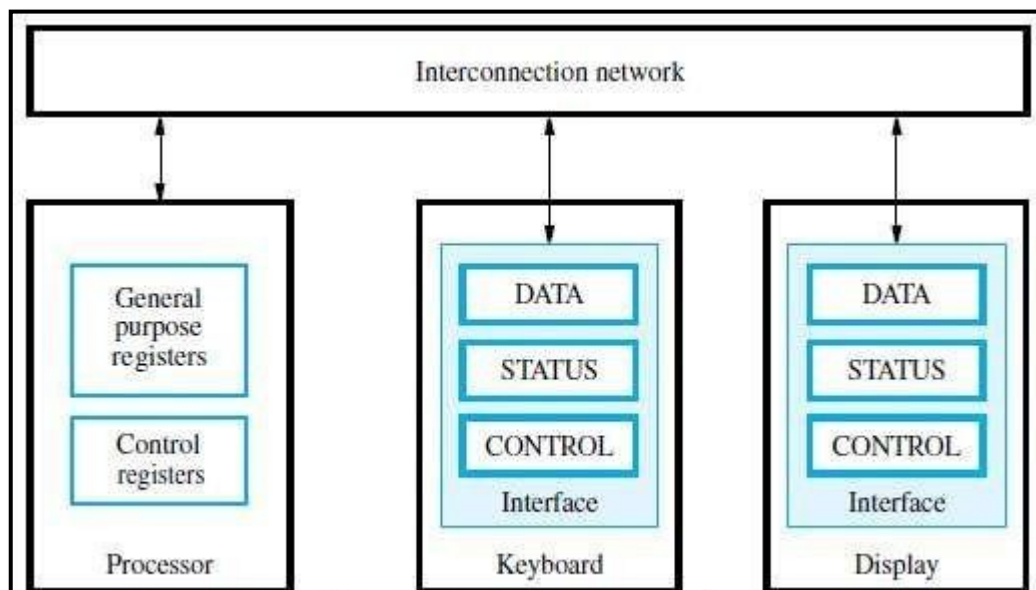 Interconnection network
General
purpose
registers
Control
registers
Processor
DATA
STATUS
CONTROL
Interface
Keyboard
DATA
STATUS
CONTROL
Interface
Display